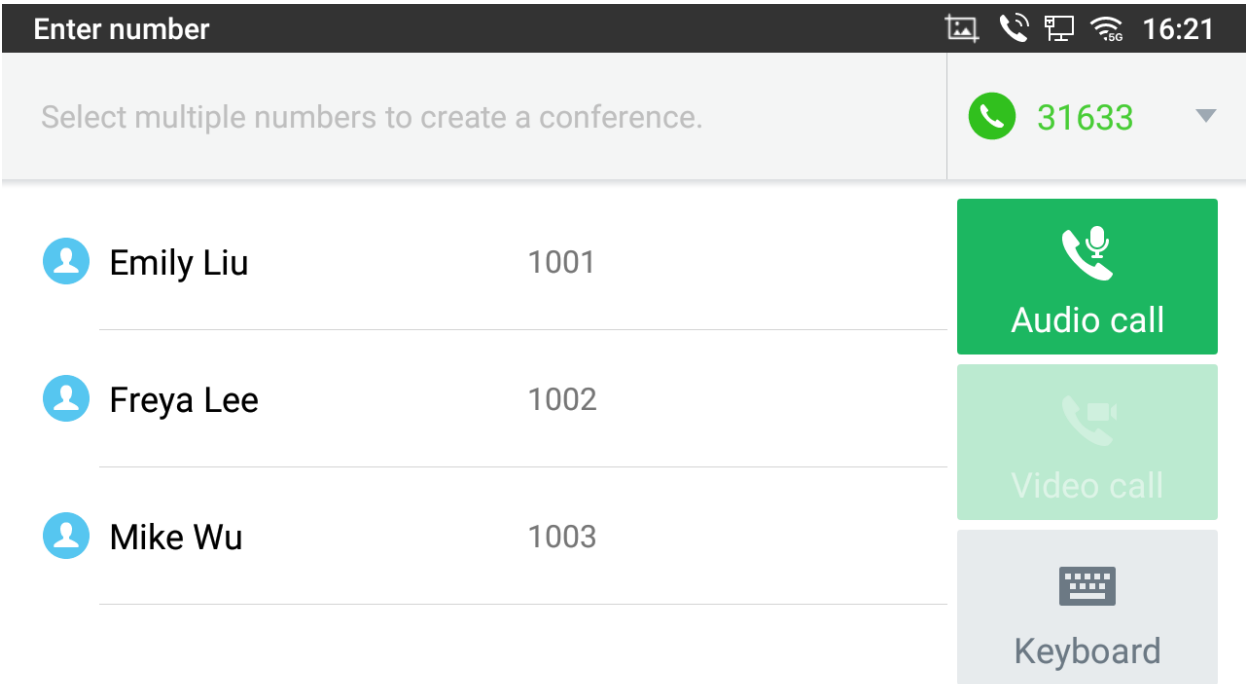 Enter number
5G 16:21
Select multiple numbers to create a conference.
31633
Emily Liu 1001
Audio call
Freya Lee 1002
Video call
Mike Wu 1003
Keyboard